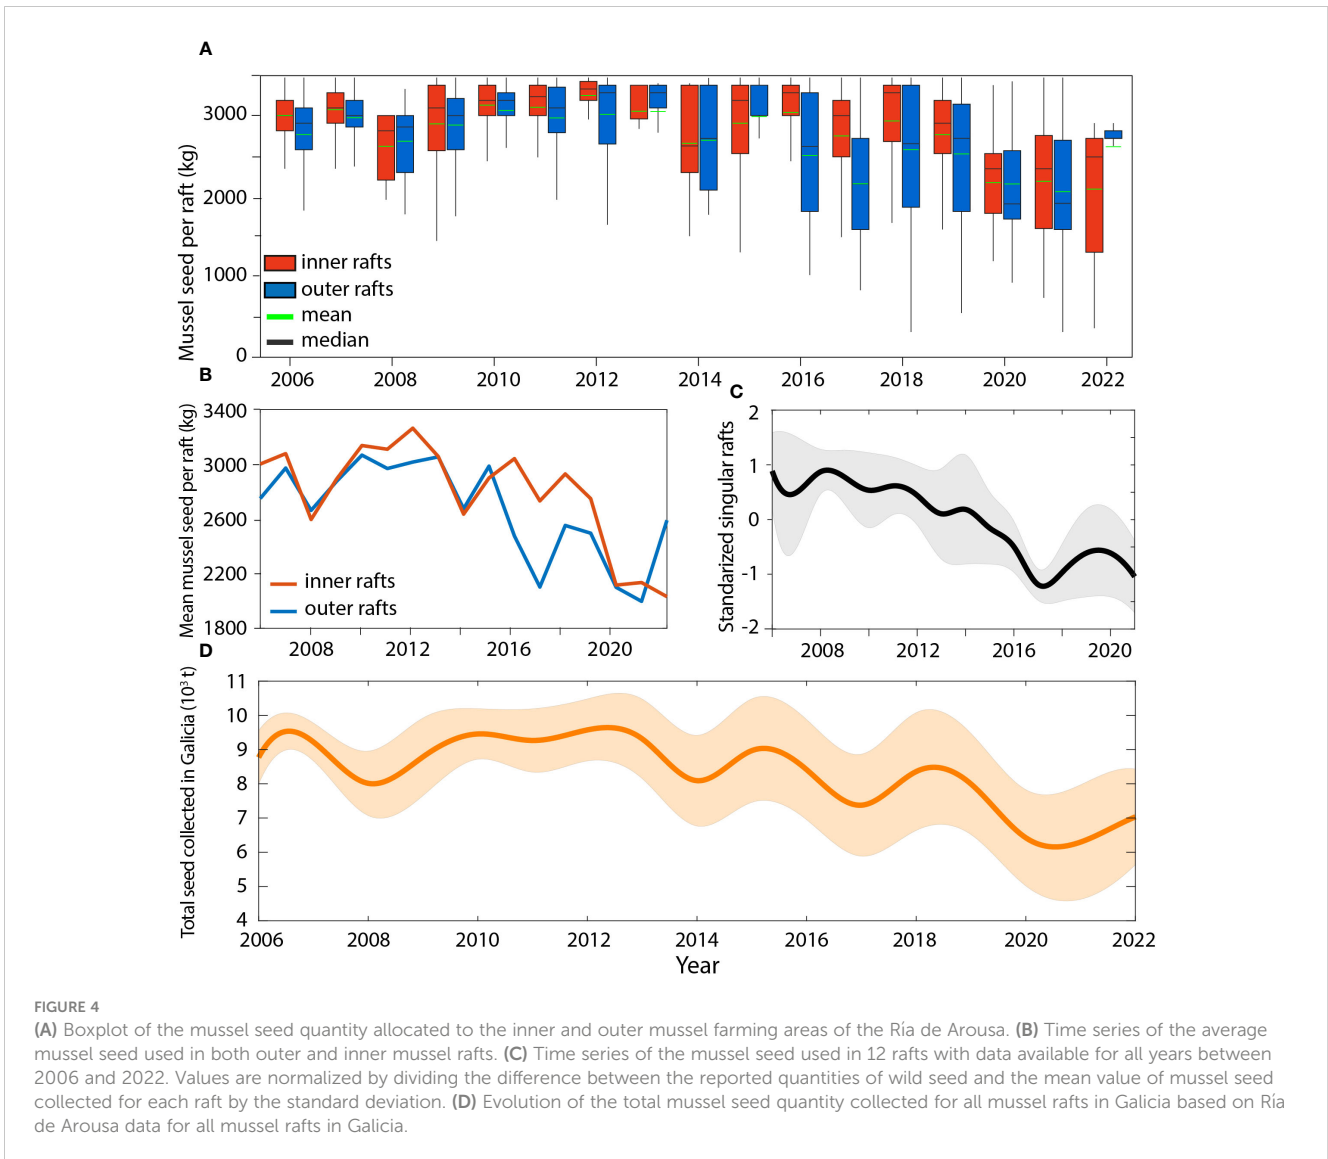 A
Mussel seed per raft (kg)
3000
2000
1000
0
inner rafts
outer rafts
mean
median
2006 2008 2010 2012 2014 2016 2018 2020 2022
B
Mean mussel seed per raft (kg)
3400
3000
2600
2200
1800
inner rafts
outer rafts
2008 2012 2016 2020
C
Standarized singular rafts
2
1
0
-1
-2
2008 2012 2016 2020
D
Total seed collected in Galicia (10³ t)
11
10
9
8
7
6
5
4
2006 2008 2010 2012 2014 2016 2018 2020 2022
Year
FIGURE 4
(A) Boxplot of the mussel seed quantity allocated to the inner and outer mussel farming areas of the Ría de Arousa. (B) Time series of the average
mussel seed used in both outer and inner mussel rafts. (C) Time series of the mussel seed used in 12 rafts with data available for all years between
2006 and 2022. Values are normalized by dividing the difference between the reported quantities of wild seed and the mean value of mussel seed
collected for each raft by the standard deviation. (D) Evolution of the total mussel seed quantity collected for all mussel rafts in Galicia based on Ría
de Arousa data for all mussel rafts in Galicia.